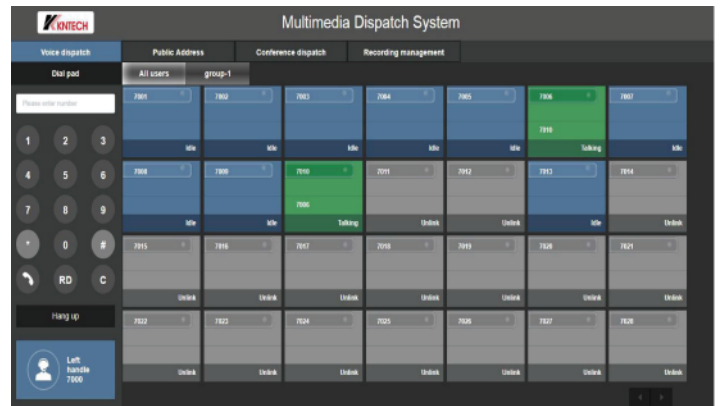 KNTECH
Multimedia Dispatch System
Voice dispatch Public Address Conference dispatch Recording management
Dial pad All users group-1
Please enter number
7001 7002 7003 7004 7005 7006 7007
7010
Idle Idle Idle Idle Idle Talking Idle
7008 7009 7010 7011 7012 7013 7014
7006
Idle Idle Talking Unlink Unlink Idle Unlink
7015 7016 7017 7018 7019 7020 7021
Unlink Unlink Unlink Unlink Unlink Unlink Unlink
7022 7023 7024 7025 7026 7027 7028
Unlink Unlink Unlink Unlink Unlink Unlink Unlink
1 2 3
4 5 6
7 8 9
* 0 #
RD C
Hang up
Left
handle
7000